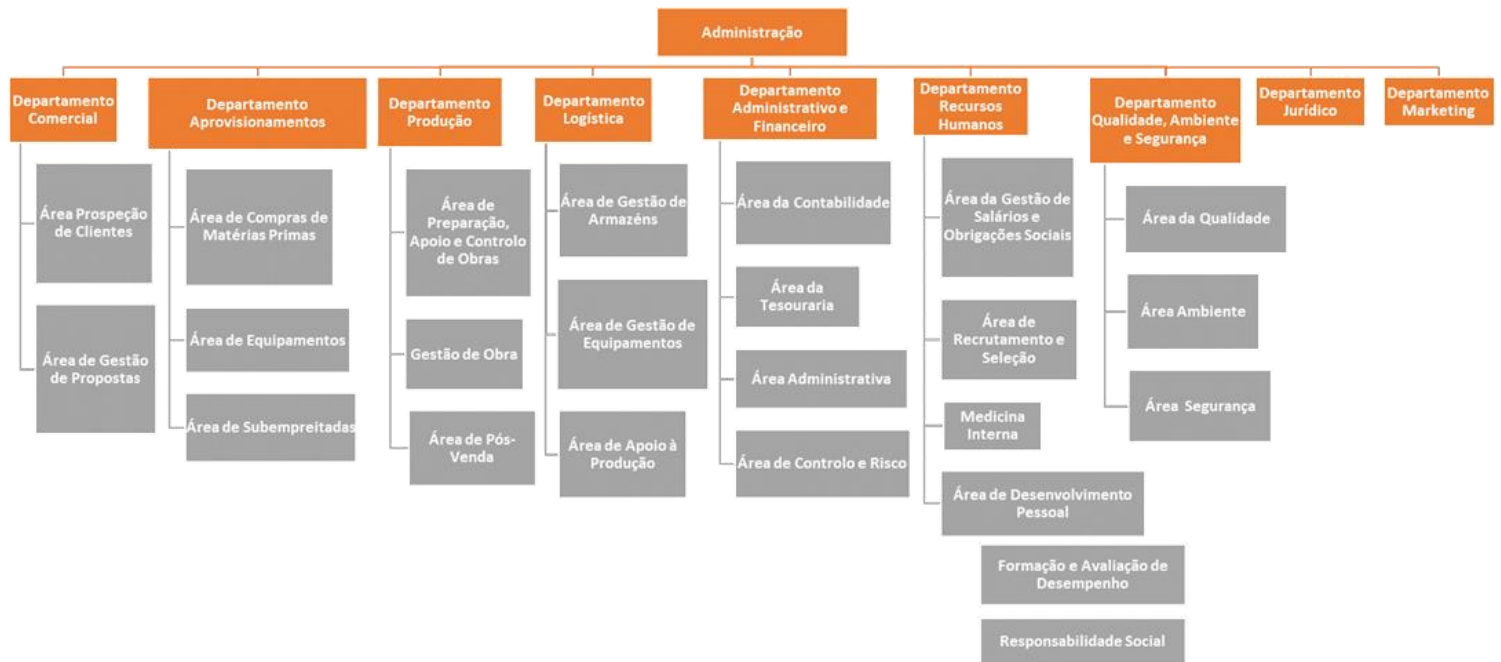 Administração
Departamento
Comercial
Área Prospeção
de Clientes
Área de Gestão
de Propostas
Departamento
Aprovisionamentos
Área de Compras de
Matérias Primas
Área de Equipamentos
Área de Subempreitadas
Departamento
Produção
Área de
Preparação,
Apoio e Controlo
de Obras
Gestão de Obra
Área de Pós-
Venda
Departamento
Logística
Área de Gestão de
Armazéns
Área de Gestão de
Equipamentos
Área de Apoio à
Produção
Departamento
Administrativo e
Financeiro
Área da Contabilidade
Área da
Tesouraria
Área Administrativa
Área de Controlo e Risco
Departamento
Recursos
Humanos
Área da Gestão de
Salários e
Obrigações Sociais
Área de
Recrutamento e
Seleção
Medicina
Interna
Área de Desenvolvimento
Pessoal
Formação e Avaliação de
Desempenho
Responsabilidade Social
Departamento
Qualidade, Ambiente
e Segurança
Área da Qualidade
Área Ambiente
Área Segurança
Departamento
Jurídico
Departamento
Marketing